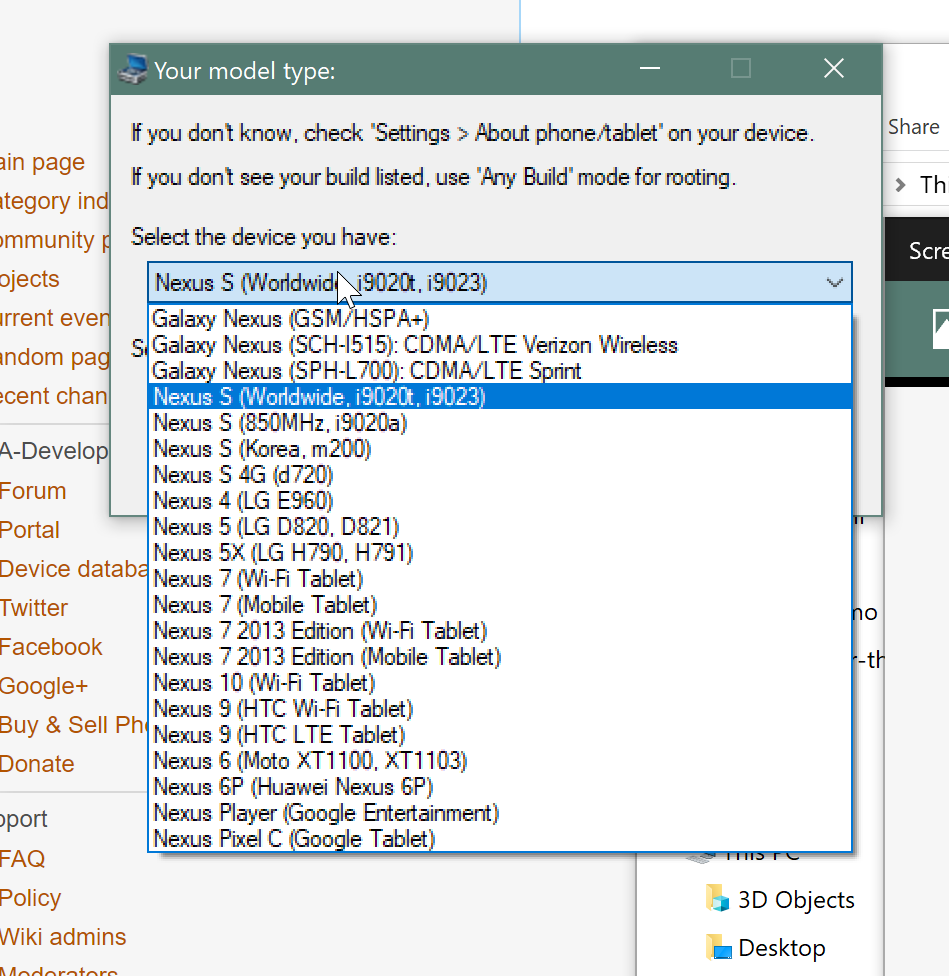 Your model type:
If you don't know, check 'Settings > About phone/tablet' on your device.
If you don't see your build listed, use 'Any Build' mode for rooting.
Select the device you have:
Nexus S (Worldwide, i9020t, i9023)
Galaxy Nexus (GSM/HSPA+)
Galaxy Nexus (SCH-I515): CDMA/LTE Verizon Wireless
Galaxy Nexus (SPH-L700): CDMA/LTE Sprint
Nexus S (Worldwide, i9020t, i9023)
Nexus S (850MHz, i9020a)
Nexus S (Korea, m200)
Nexus S 4G (d720)
Nexus 4 (LG E960)
Nexus 5 (LG D820, D821)
Nexus 5X (LG H790, H791)
Nexus 7 (Wi-Fi Tablet)
Nexus 7 (Mobile Tablet)
Nexus 7 2013 Edition (Wi-Fi Tablet)
Nexus 7 2013 Edition (Mobile Tablet)
Nexus 10 (Wi-Fi Tablet)
Nexus 9 (HTC Wi-Fi Tablet)
Nexus 9 (HTC LTE Tablet)
Nexus 6 (Moto XT1100, XT1103)
Nexus 6P (Huawei Nexus 6P)
Nexus Player (Google Entertainment)
Nexus Pixel C (Google Tablet)
ain page
ategory ind
ommunity p
ojects
urrent even
andom pag
ecent chan
A-Develop
Forum
Portal
Device databa
Twitter
Facebook
Google+
Buy & Sell Pho
Donate
pport
FAQ
Policy
Wiki admins
Moderators
Share
Thi
Scre
mo
r-th
This PC
3D Objects
Desktop